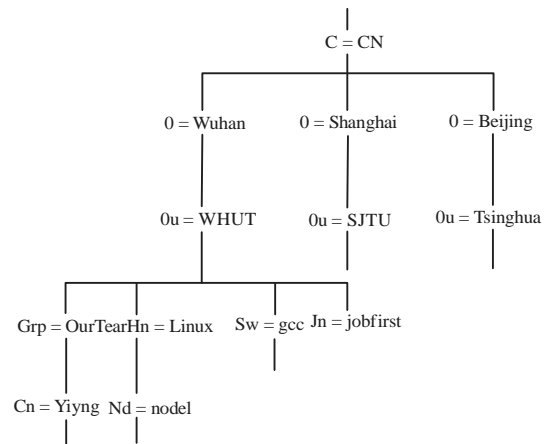 C = CN
0 = Wuhan 0 = Shanghai 0 = Beijing
0u = WHUT 0u = SJTU 0u = Tsinghua
Grp = OurTearHn = Linux Sw = gcc Jn = jobfirst
Cn = Yiyng Nd = nodel